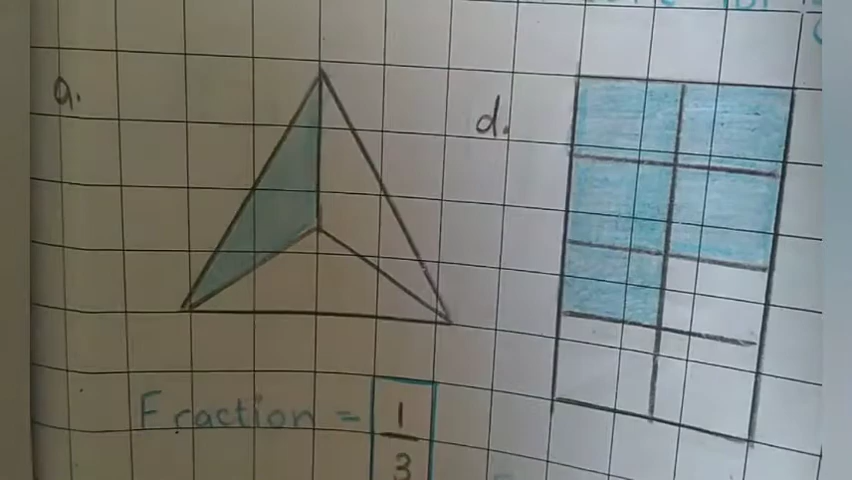 a.
d.
Fraction = 1
3